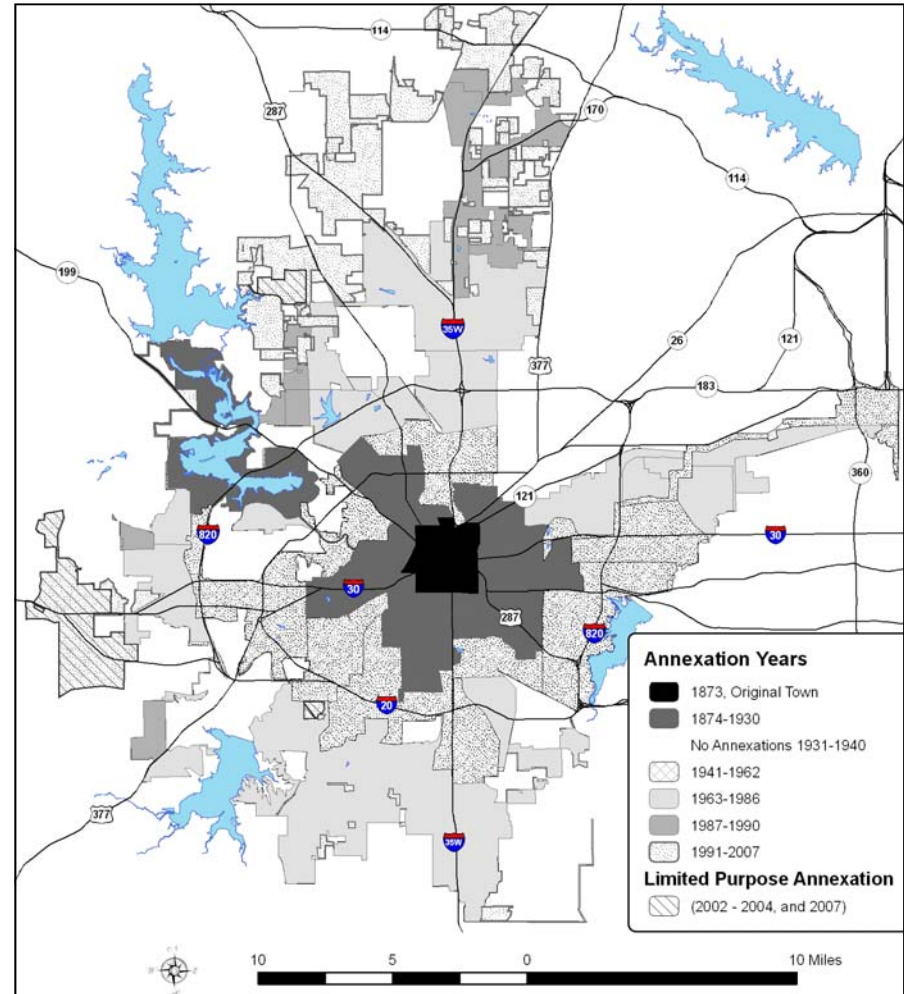 114
287
170
114
199
35W
26
121
377
183
360
121
820
30
30
287
820
20
377
35W
Annexation Years
1873, Original Town
1874-1930
No Annexations 1931-1940
1941-1962
1963-1986
1987-1990
1991-2007
Limited Purpose Annexation
(2002 - 2004, and 2007)
10 5 0 10 Miles